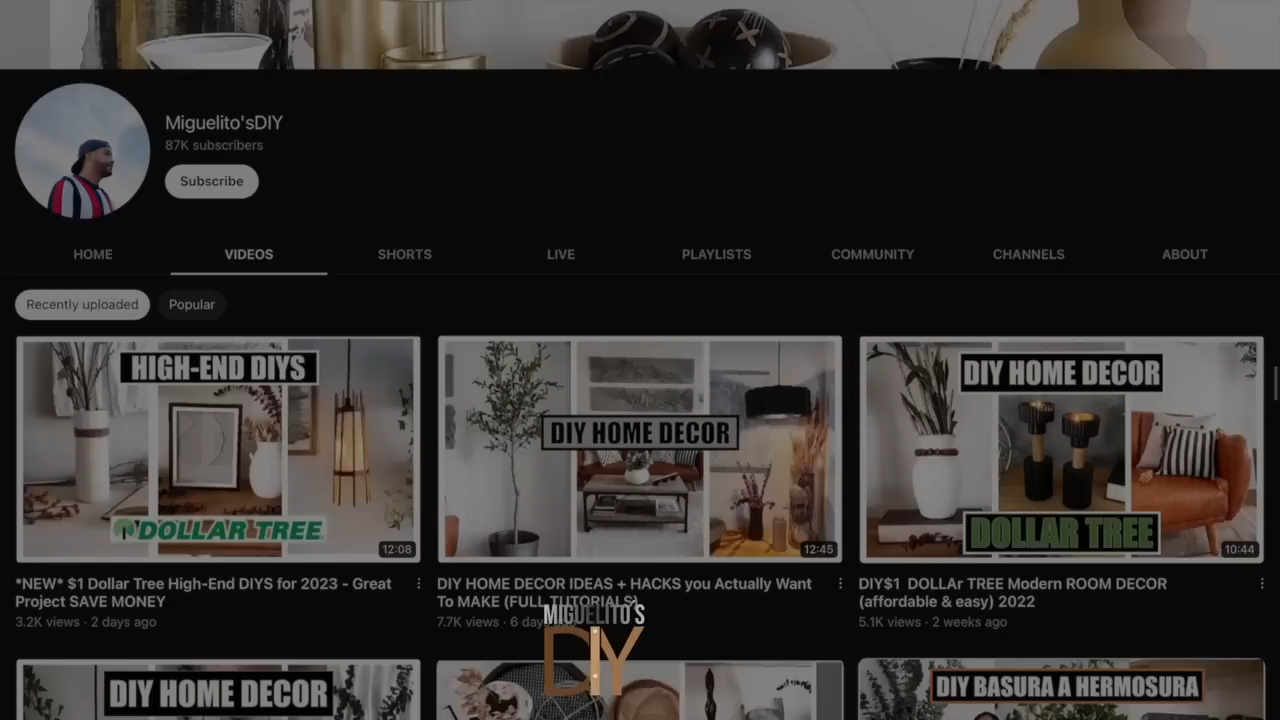 Miguelito'sDIY
87K subscribers
Subscribe
HOME
VIDEOS
SHORTS
LIVE
PLAYLISTS
COMMUNITY
CHANNELS
ABOUT
Recently uploaded
Popular
HIGH-END DIYS
DOLLAR TREE
12:08
DIY HOME DECOR
12:45
DIY HOME DECOR
DOLLAR TREE
10:44
*NEW* $1 Dollar Tree High-End DIYS for 2023 - Great
Project SAVE MONEY
3.2K views · 2 days ago
DIY HOME DECOR IDEAS + HACKS you Actually Want
To MAKE (FULL TUTORIALS)
7.7K views · 6 days
DIY$1 DOLLAr TREE Modern ROOM DECOR
(affordable & easy) 2022
5.1K views · 2 weeks ago
MIGUELITO'S
DIY
DIY HOME DECOR
DIY BASURA A HERMOSURA